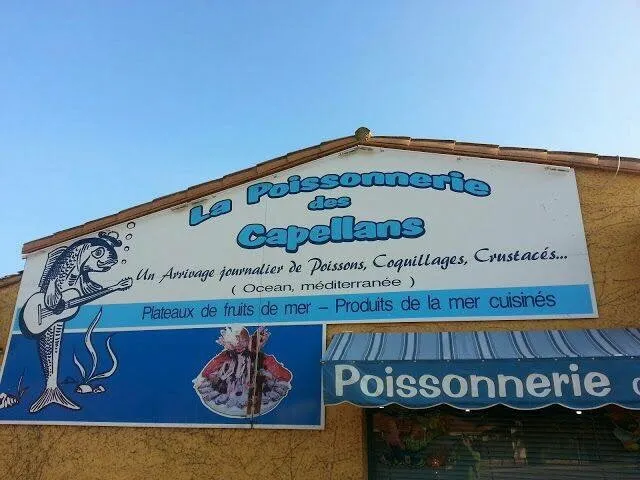 La Poissonnerie
des
Capellans
Un Arrivage journalier de Poissons, Coquillages, Crustacés...
( Ocean, méditerranée )
Plateaux de fruits de mer – Produits de la mer cuisinés
Poissonnerie